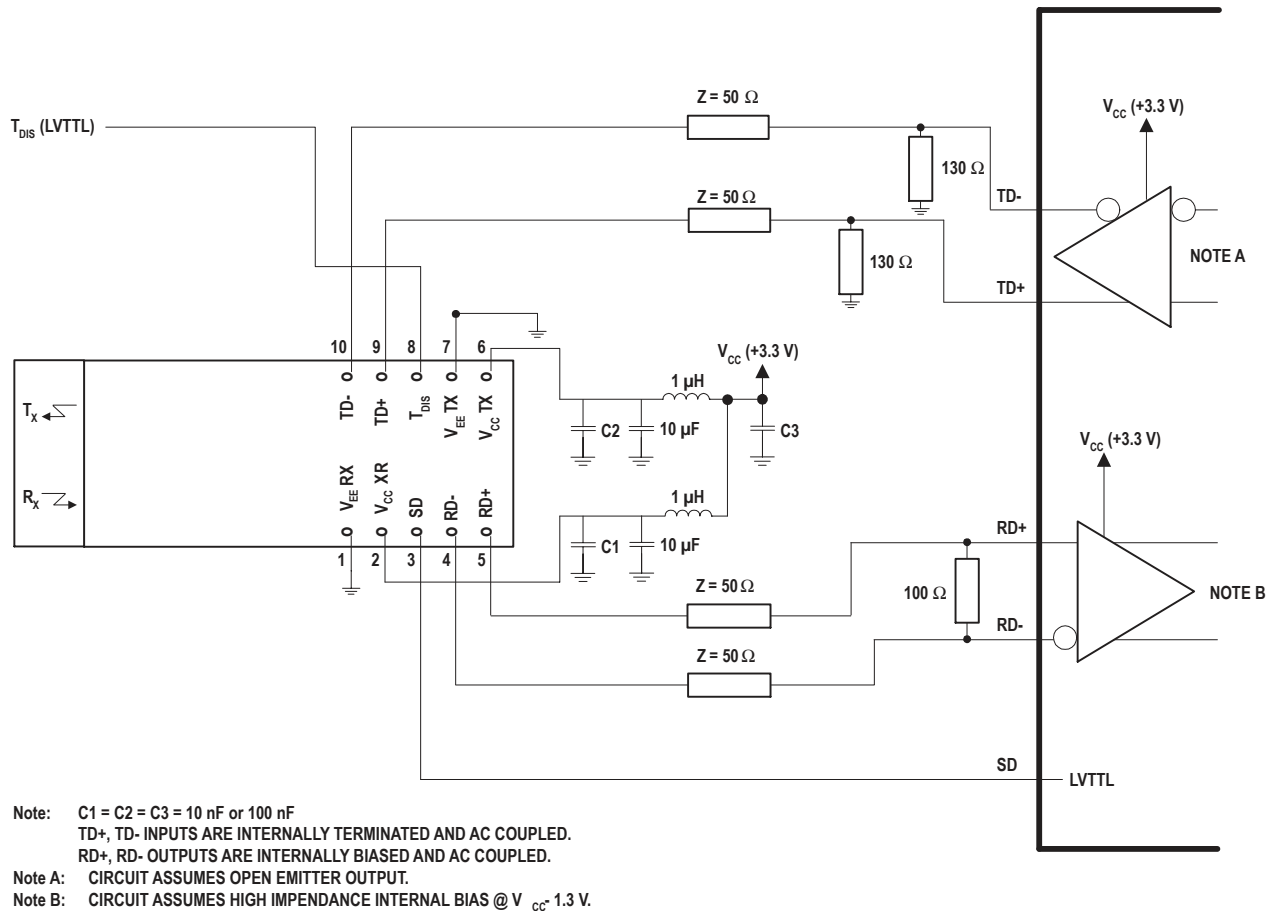 Z = 50 Ω
V_CC (+3.3 V)
T_DIS (LVTTL)
130 Ω
Z = 50 Ω
TD-
NOTE A
130 Ω
TD+
10 9 8 7 6
V_CC (+3.3 V)
1 µH
T_X
TD-
TD+
T_DIS
V_EE TX
V_CC TX
C2
10 µF
C3
V_CC (+3.3 V)
R_X
V_EE RX
V_CC XR
SD
RD-
RD+
1 µH
RD+
C1
10 µF
1 2 3 4 5
Z = 50 Ω
100 Ω
NOTE B
RD-
Z = 50 Ω
SD
LVTTL
Note: C1 = C2 = C3 = 10 nF or 100 nF
TD+, TD- INPUTS ARE INTERNALLY TERMINATED AND AC COUPLED.
RD+, RD- OUTPUTS ARE INTERNALLY BIASED AND AC COUPLED.
Note A: CIRCUIT ASSUMES OPEN EMITTER OUTPUT.
Note B: CIRCUIT ASSUMES HIGH IMPENDANCE INTERNAL BIAS @ V_CC- 1.3 V.